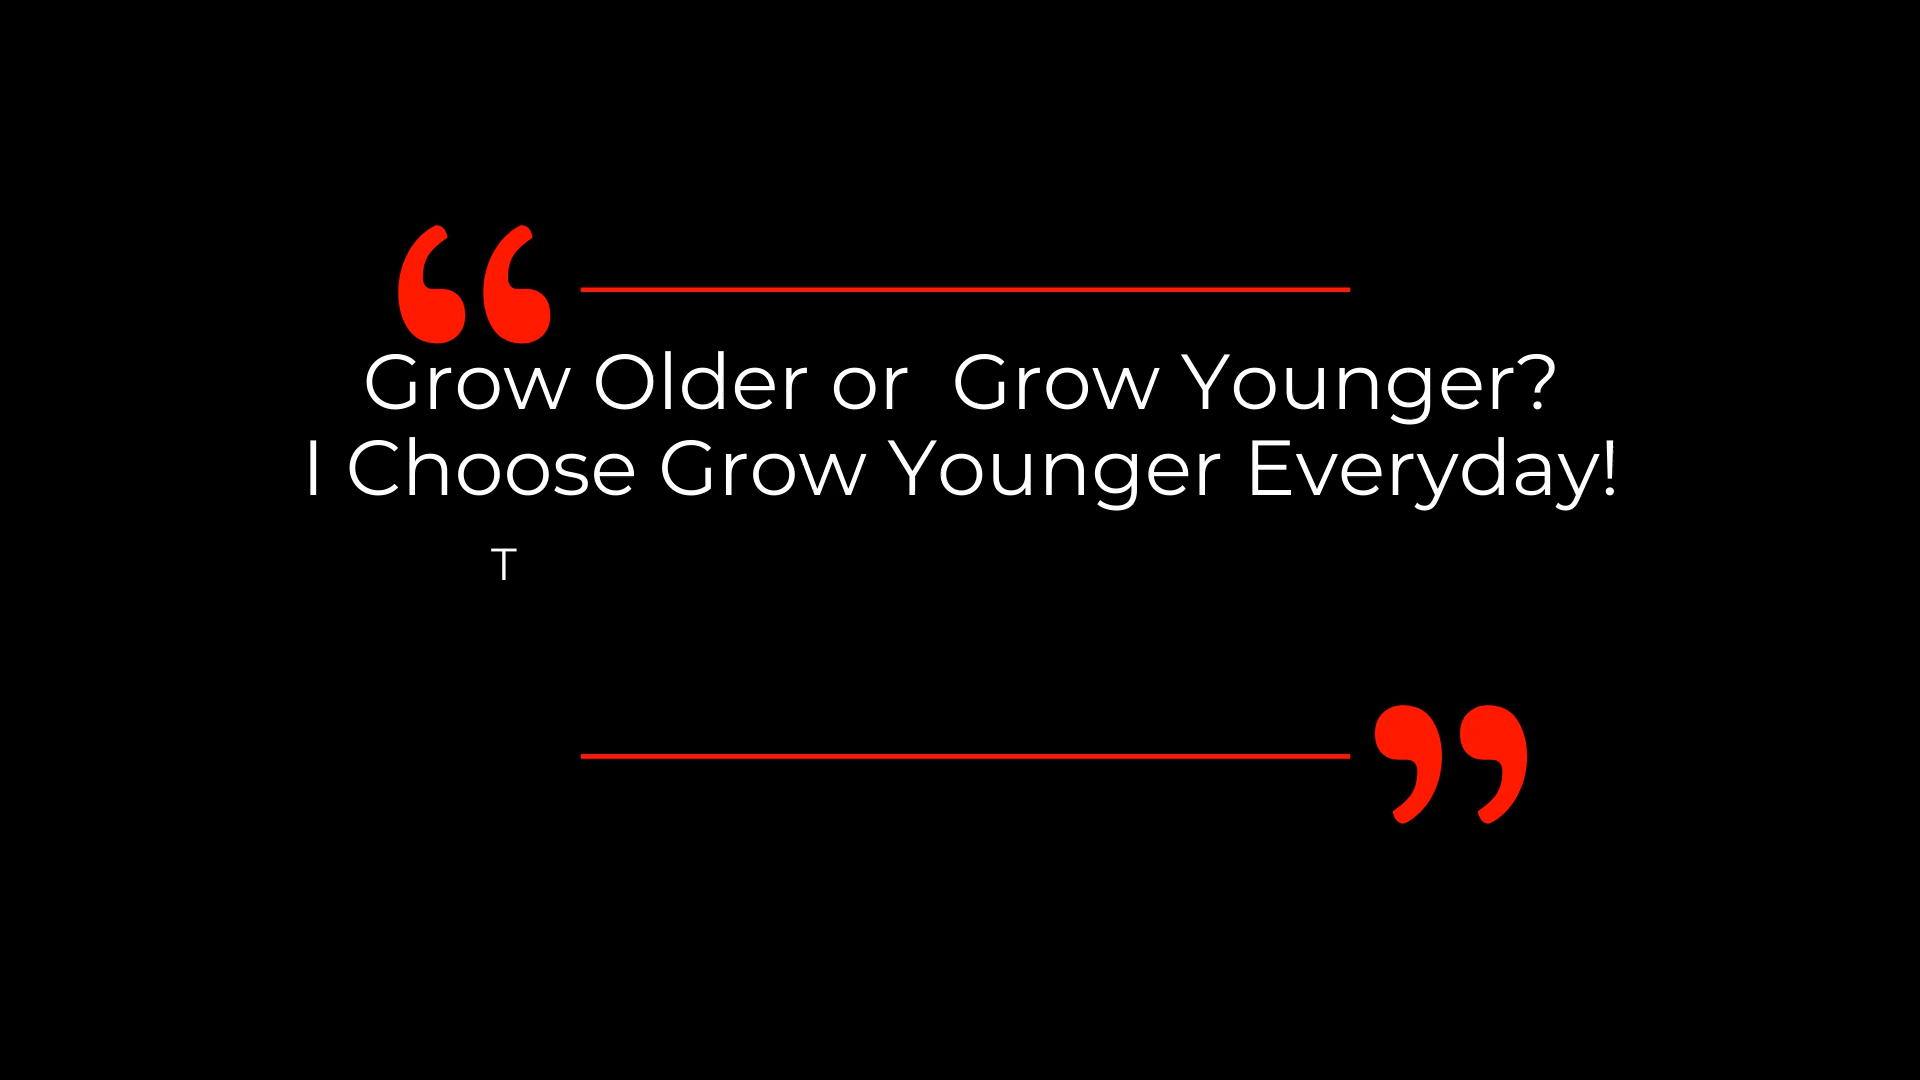 “
Grow Older or  Grow Younger?
I Choose Grow Younger Everyday!
T
”